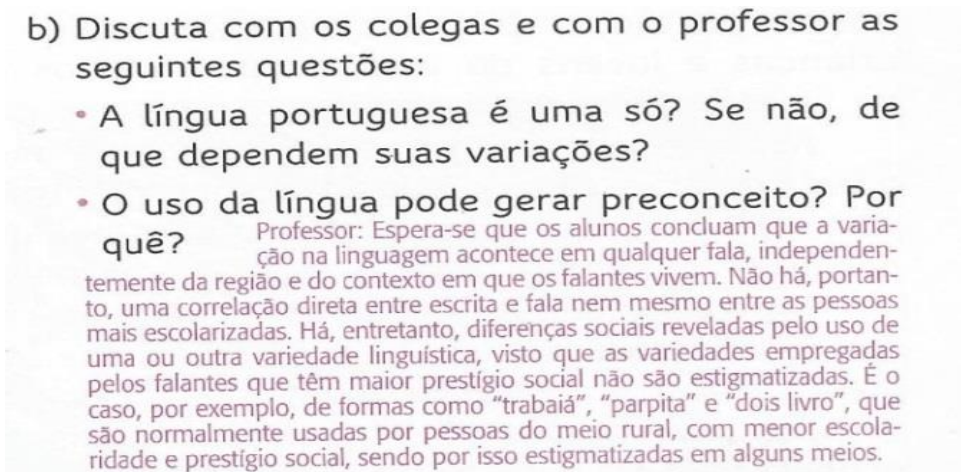 b) Discuta com os colegas e com o professor as
seguintes questões:
• A língua portuguesa é uma só? Se não, de
que dependem suas variações?
• O uso da língua pode gerar preconceito? Por
quê?
Professor: Espera-se que os alunos concluam que a varia-
ção na linguagem acontece em qualquer fala, independen-
temente da região e do contexto em que os falantes vivem. Não há, portan-
to, uma correlação direta entre escrita e fala nem mesmo entre as pessoas
mais escolarizadas. Há, entretanto, diferenças sociais reveladas pelo uso de
uma ou outra variedade linguística, visto que as variedades empregadas
pelos falantes que têm maior prestígio social não são estigmatizadas. É o
caso, por exemplo, de formas como “trabaiá”, “parpita” e “dois livro”, que
são normalmente usadas por pessoas do meio rural, com menor escola-
ridade e prestígio social, sendo por isso estigmatizadas em alguns meios.